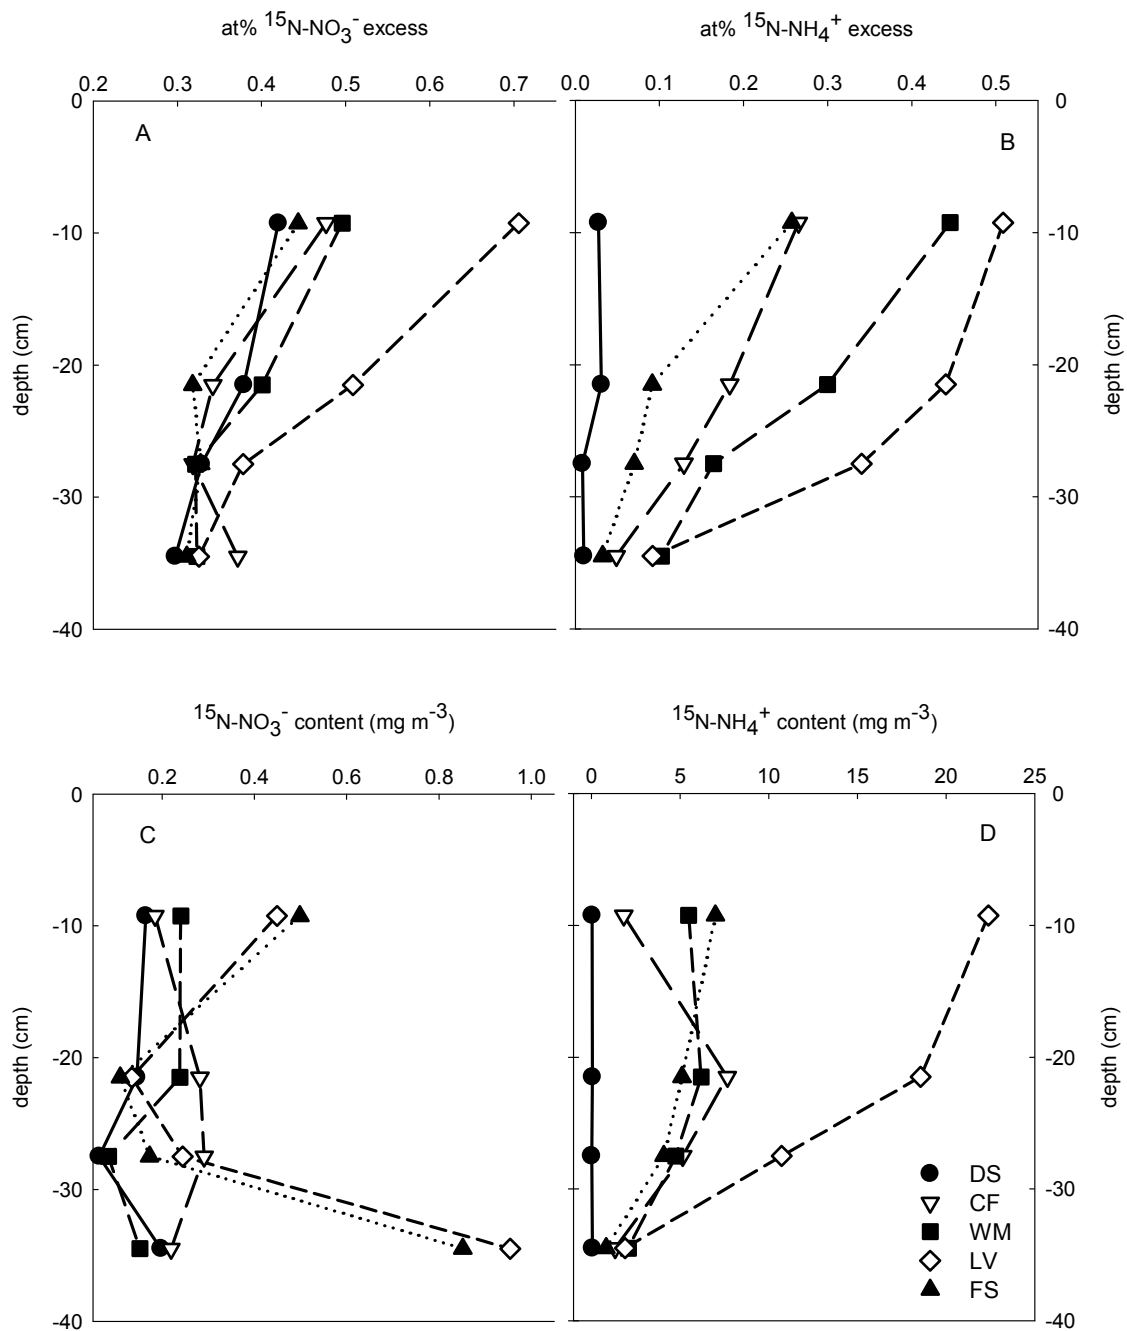 at% ¹⁵N-NO₃⁻ excess
at% ¹⁵N-NH₄⁺ excess
0.2 0.3 0.4 0.5 0.6 0.7
0.0 0.1 0.2 0.3 0.4 0.5
0
0
A
B
-10
-10
-20
-20
depth (cm)
depth (cm)
-30
-30
-40
-40
¹⁵N-NO₃⁻ content (mg m⁻³)
¹⁵N-NH₄⁺ content (mg m⁻³)
0.2 0.4 0.6 0.8 1.0
0 5 10 15 20 25
0
0
C
D
-10
-10
-20
-20
depth (cm)
depth (cm)
-30
-30
-40
-40
DS
CF
WM
LV
FS